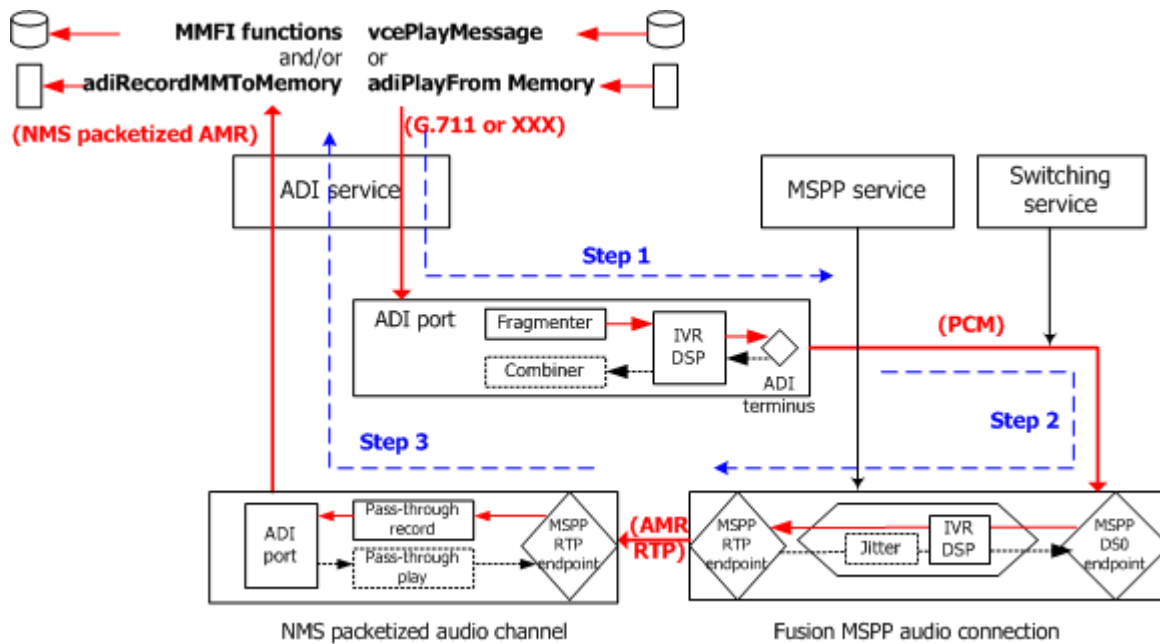 MMFI functions vcePlayMessage
and/or or
adiRecordMMToMemory adiPlayFrom Memory
(NMS packetized AMR)
(G.711 or XXX)
ADI service
MSPP service
Switching
service
Step 1
ADI port
Fragmenter
Combiner
IVR
DSP
ADI
terminus
(PCM)
Step 2
Step 3
ADI
port
Pass-through
record
Pass-through
play
MSPP
RTP
endpoint
(AMR
RTP)
MSPP
RTP
endpoint
Jitter
IVR
DSP
MSPP
DS0
endpoint
NMS packetized audio channel
Fusion MSPP audio connection